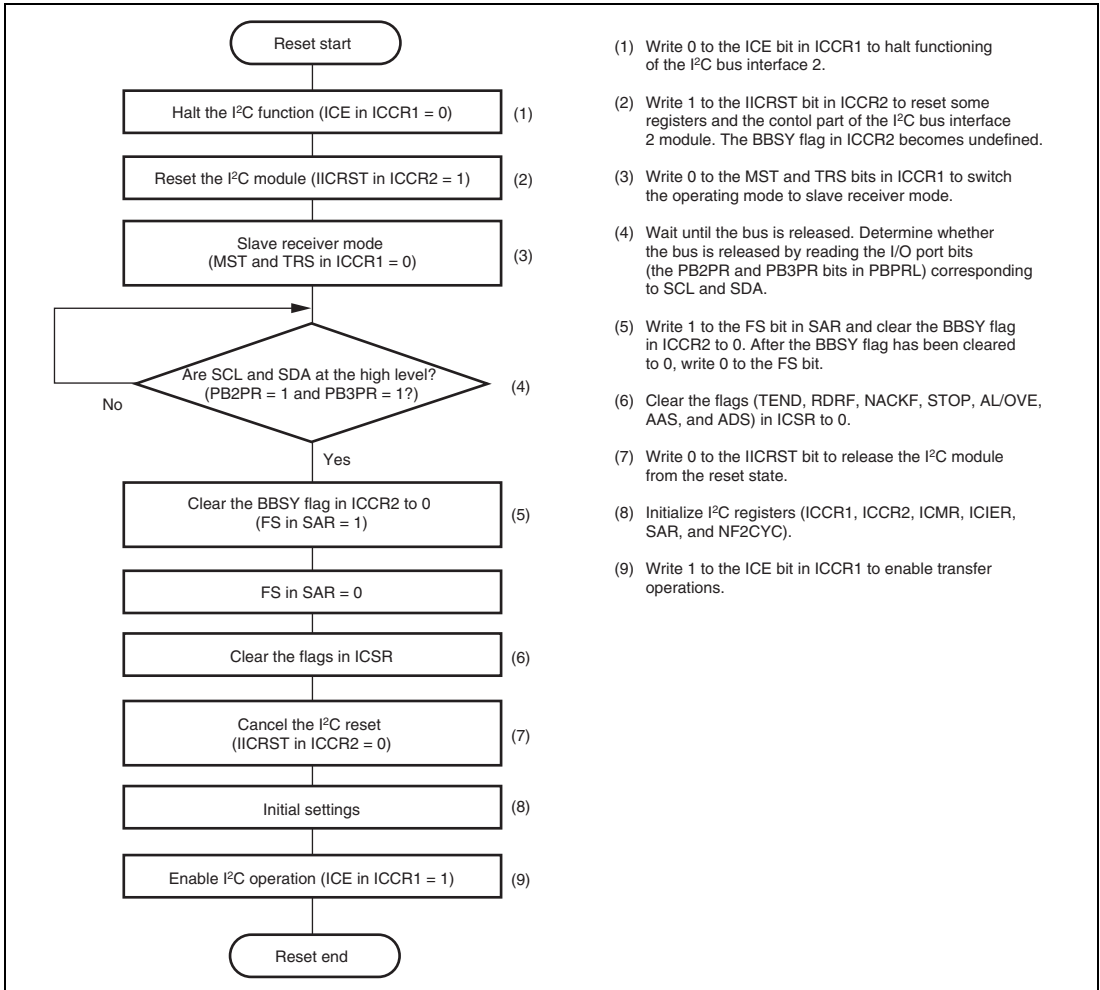 Reset start
Halt the I²C function (ICE in ICCR1 = 0)
(1)
Reset the I²C module (IICRST in ICCR2 = 1)
(2)
Slave receiver mode
(MST and TRS in ICCR1 = 0)
(3)
Are SCL and SDA at the high level?
(PB2PR = 1 and PB3PR = 1?)
(4)
No
Yes
Clear the BBSY flag in ICCR2 to 0
(FS in SAR = 1)
(5)
FS in SAR = 0
Clear the flags in ICSR
(6)
Cancel the I²C reset
(IICRST in ICCR2 = 0)
(7)
Initial settings
(8)
Enable I²C operation (ICE in ICCR1 = 1)
(9)
Reset end
(1) Write 0 to the ICE bit in ICCR1 to halt functioning
of the I²C bus interface 2.
(2) Write 1 to the IICRST bit in ICCR2 to reset some
registers and the contol part of the I²C bus interface
2 module. The BBSY flag in ICCR2 becomes undefined.
(3) Write 0 to the MST and TRS bits in ICCR1 to switch
the operating mode to slave receiver mode.
(4) Wait until the bus is released. Determine whether
the bus is released by reading the I/O port bits
(the PB2PR and PB3PR bits in PBPRL) corresponding
to SCL and SDA.
(5) Write 1 to the FS bit in SAR and clear the BBSY flag
in ICCR2 to 0. After the BBSY flag has been cleared
to 0, write 0 to the FS bit.
(6) Clear the flags (TEND, RDRF, NACKF, STOP, AL/OVE,
AAS, and ADS) in ICSR to 0.
(7) Write 0 to the IICRST bit to release the I²C module
from the reset state.
(8) Initialize I²C registers (ICCR1, ICCR2, ICMR, ICIER,
SAR, and NF2CYC).
(9) Write 1 to the ICE bit in ICCR1 to enable transfer
operations.